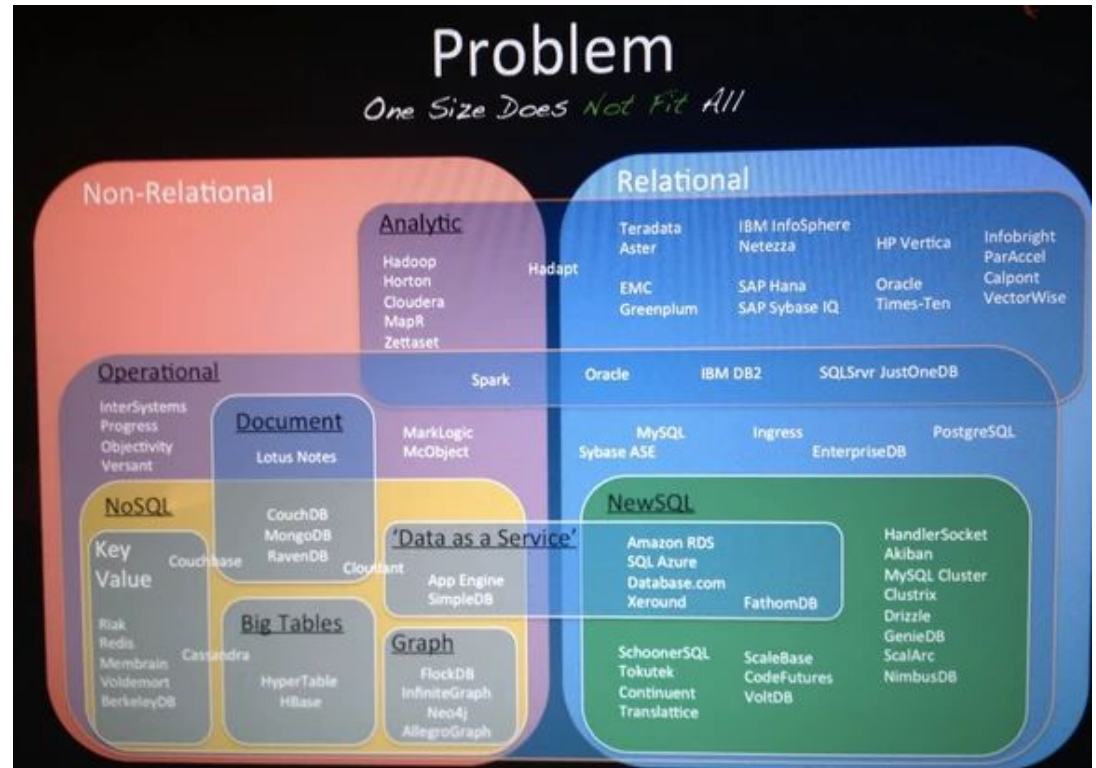 Problem
One Size Does Not Fit All
Non-Relational
Relational
Analytic
Hadoop
Horton
Cloudera
MapR
Zettaset
Hadapt
Teradata
Aster
EMC
Greenplum
IBM InfoSphere
Netezza
SAP Hana
SAP Sybase IQ
HP Vertica
Oracle
Times-Ten
Infobright
ParAccel
Calpont
VectorWise
Operational
Spark
Oracle
IBM DB2
SQLSrvr JustOneDB
InterSystems
Progress
Objectivity
Versant
Document
Lotus Notes
MarkLogic
McObject
MySQL
Ingress
PostgreSQL
Sybase ASE
EnterpriseDB
NoSQL
Key
Value
Couchbase
CouchDB
MongoDB
RavenDB
Cloudant
Riak
Redis
Membrain
Voldemort
BerkeleyDB
Cassandra
Big Tables
HyperTable
HBase
'Data as a Service'
App Engine
SimpleDB
Graph
FlockDB
InfiniteGraph
Neo4j
AllegroGraph
NewSQL
Amazon RDS
SQL Azure
Database.com
Xeround
FathomDB
HandlerSocket
Akiban
MySQL Cluster
Clustrix
Drizzle
GenieDB
ScalArc
NimbusDB
SchoonerSQL
Tokutek
Continuent
Translattice
ScaleBase
CodeFutures
VoltDB